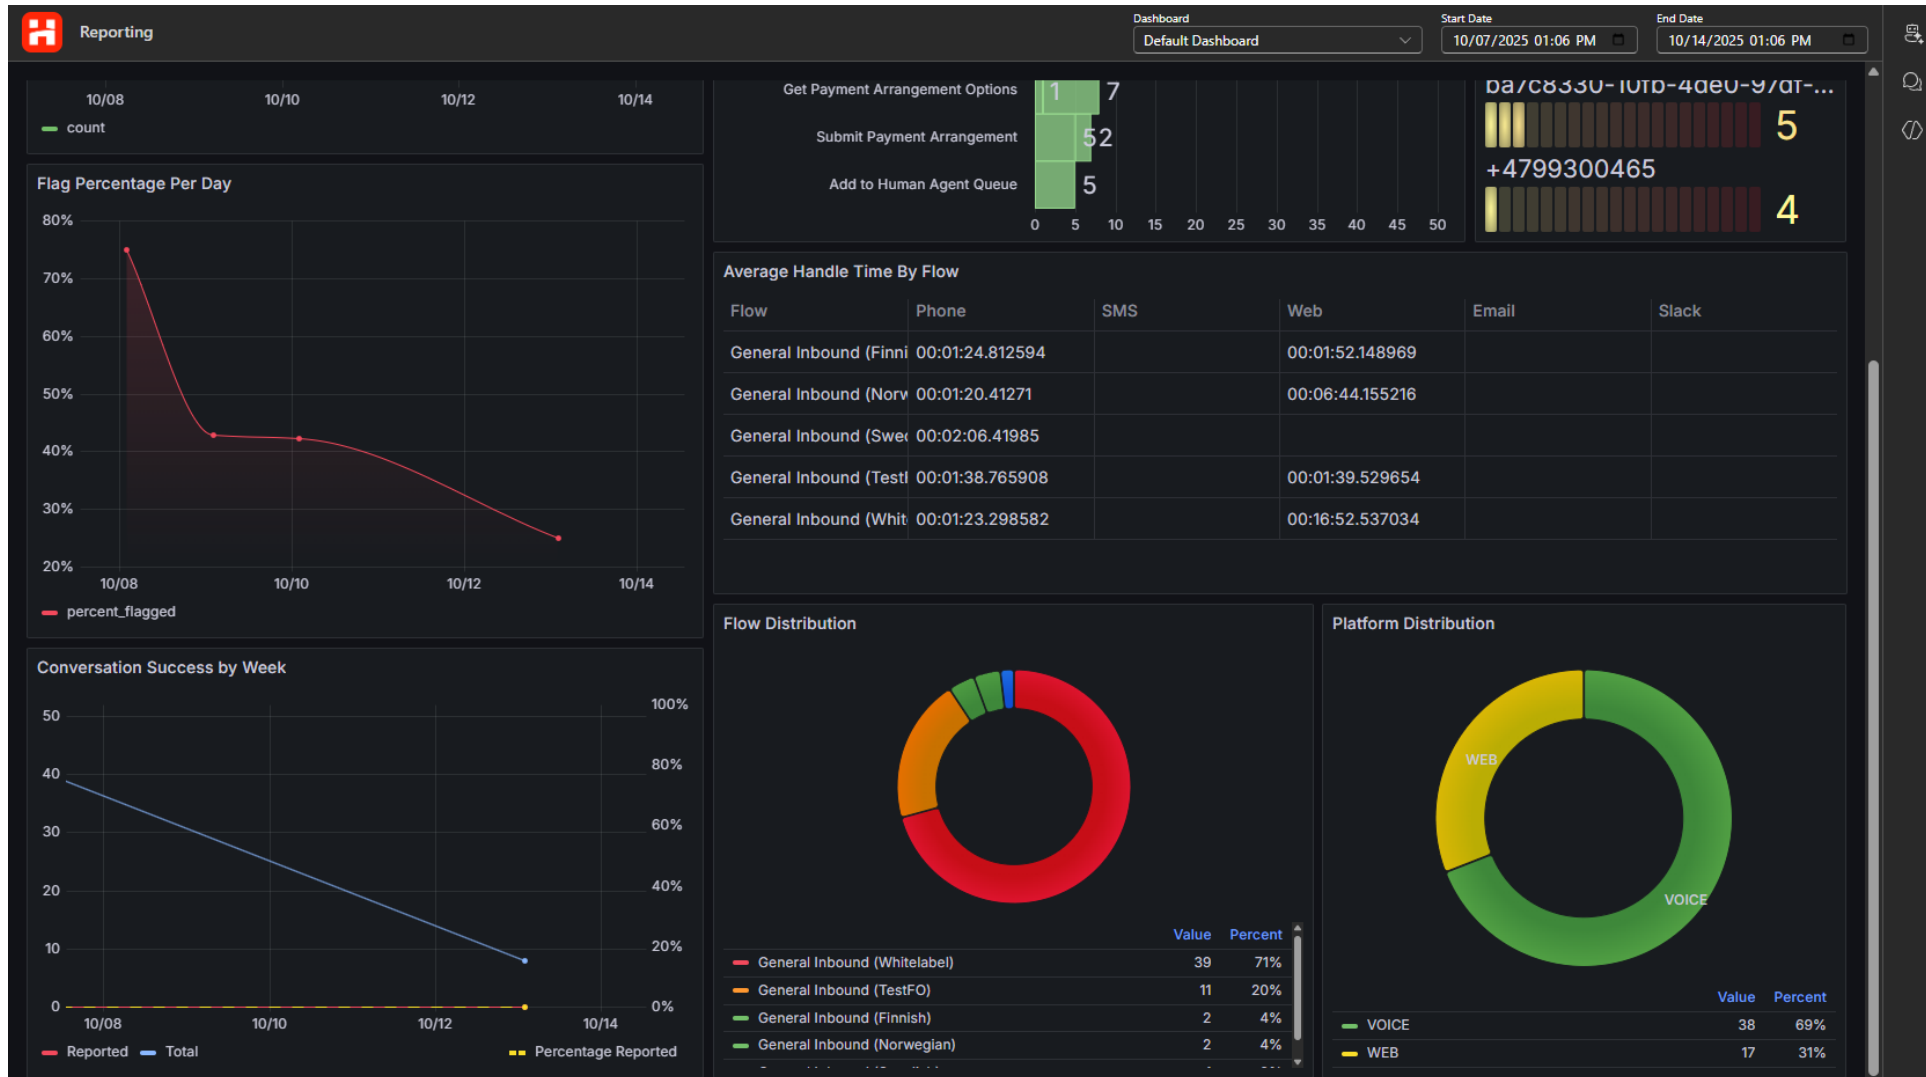 Reporting
Dashboard
Default Dashboard
Start Date
10/07/2025 01:06 PM
End Date
10/14/2025 01:06 PM
10/08 10/10 10/12 10/14
count
Get Payment Arrangement Options 1 7
Submit Payment Arrangement 5 2
Add to Human Agent Queue 5
0 5 10 15 20 25 30 35 40 45 50
ba7c8330-10fb-4de0-97df-...
5
+4799300465
4
Flag Percentage Per Day
80%
70%
60%
50%
40%
30%
20%
10/08 10/10 10/12 10/14
percent_flagged
Average Handle Time By Flow
Flow Phone SMS Web Email Slack
General Inbound (Finni 00:01:24.812594 00:01:52.148969
General Inbound (Norw 00:01:20.41271 00:06:44.155216
General Inbound (Swed 00:02:06.41985
General Inbound (TestF 00:01:38.765908 00:01:39.529654
General Inbound (Whit 00:01:23.298582 00:16:52.537034
Conversation Success by Week
50
40
30
20
10
0
100%
80%
60%
40%
20%
0%
10/08 10/10 10/12 10/14
Reported Total Percentage Reported
Flow Distribution
Value Percent
General Inbound (Whitelabel) 39 71%
General Inbound (TestFO) 11 20%
General Inbound (Finnish) 2 4%
General Inbound (Norwegian) 2 4%
Platform Distribution
WEB
VOICE
Value Percent
VOICE 38 69%
WEB 17 31%